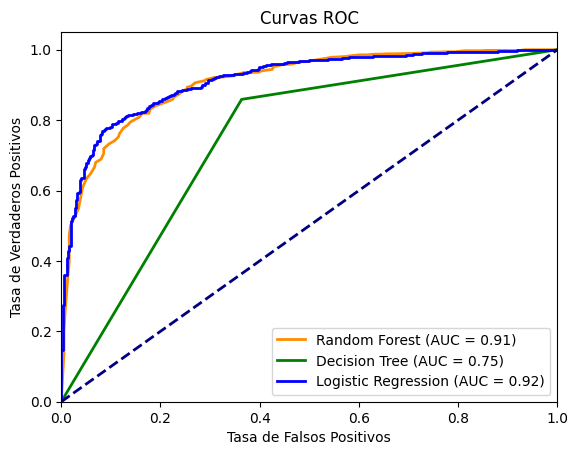 Curvas ROC
Tasa de Verdaderos Positivos
1.0
0.8
0.6
0.4
0.2
0.0
0.0 0.2 0.4 0.6 0.8 1.0
Tasa de Falsos Positivos
Random Forest (AUC = 0.91)
Decision Tree (AUC = 0.75)
Logistic Regression (AUC = 0.92)